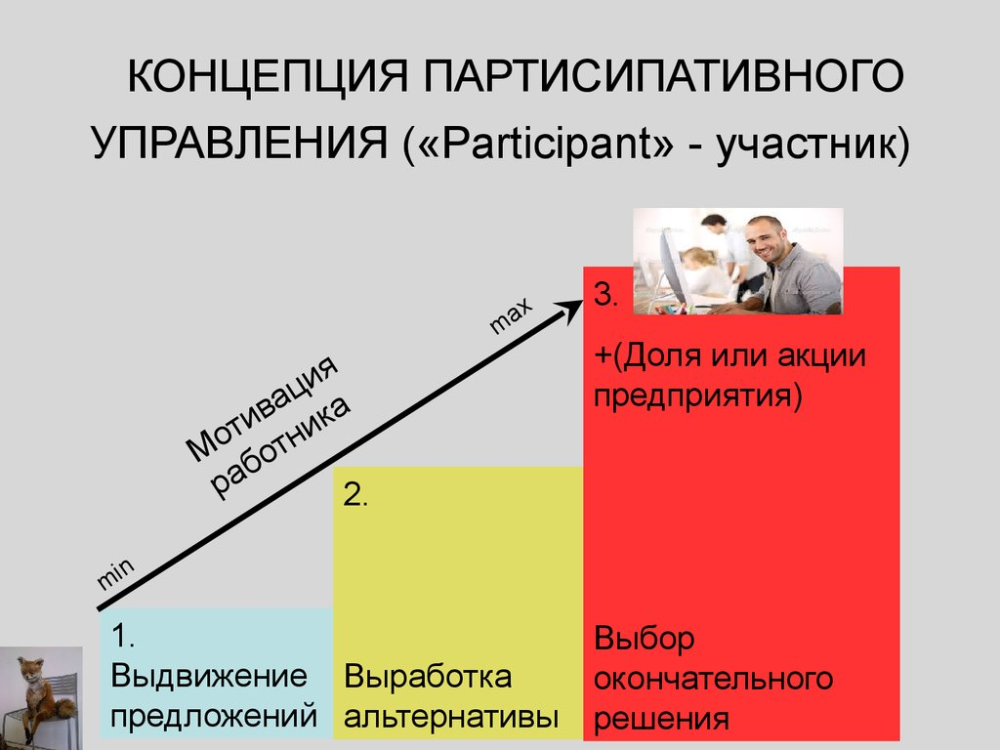 КОНЦЕПЦИЯ ПАРТИСИПАТИВНОГО
УПРАВЛЕНИЯ («Participant» - участник)
3.
max
+(Доля или акции
предприятия)
Мотивация
работника
2.
min
1.
Выдвижение
предложений
Выработка
альтернативы
Выбор
окончательного
решения